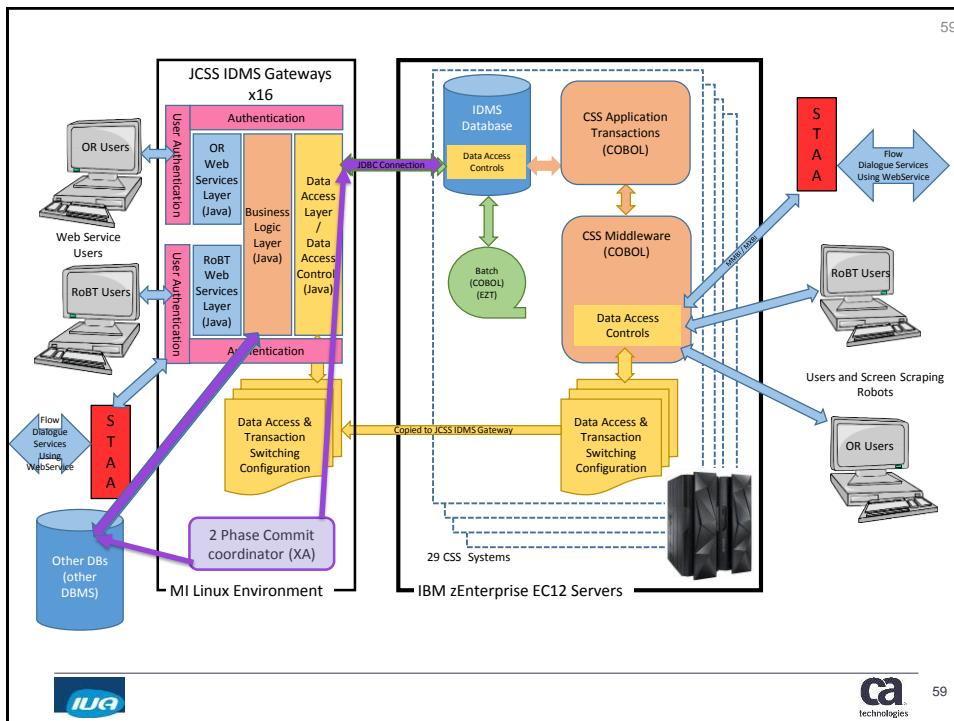 59
JCSS IDMS Gateways
x16
User Authentication
Authentication
OR
Web
Services
Layer
(Java)
Business
Logic
Layer
(Java)
Data
Access
Layer
/
Data
Access
Control
(Java)
RoBT
Web
Services
Layer
(Java)
User Authentication
Authentication
OR Users
Web Service
Users
RoBT Users
Flow
Dialogue
Services
Using
WebService
S
T
A
A
Other DBs
(other
DBMS)
Data Access &
Transaction
Switching
Configuration
2 Phase Commit
coordinator (XA)
MI Linux Environment
JDBC Connection
Copied to JCSS IDMS Gateway
IDMS
Database
Data Access
Controls
CSS Application
Transactions
(COBOL)
Batch
(COBOL)
(EZT)
CSS Middleware
(COBOL)
Data Access
Controls
Data Access &
Transaction
Switching
Configuration
29 CSS Systems
IBM zEnterprise EC12 Servers
MMBI / MXBI
S
T
A
A
Flow
Dialogue Services
Using WebService
RoBT Users
Users and Screen Scraping
Robots
OR Users
IUA
ca
technologies
59